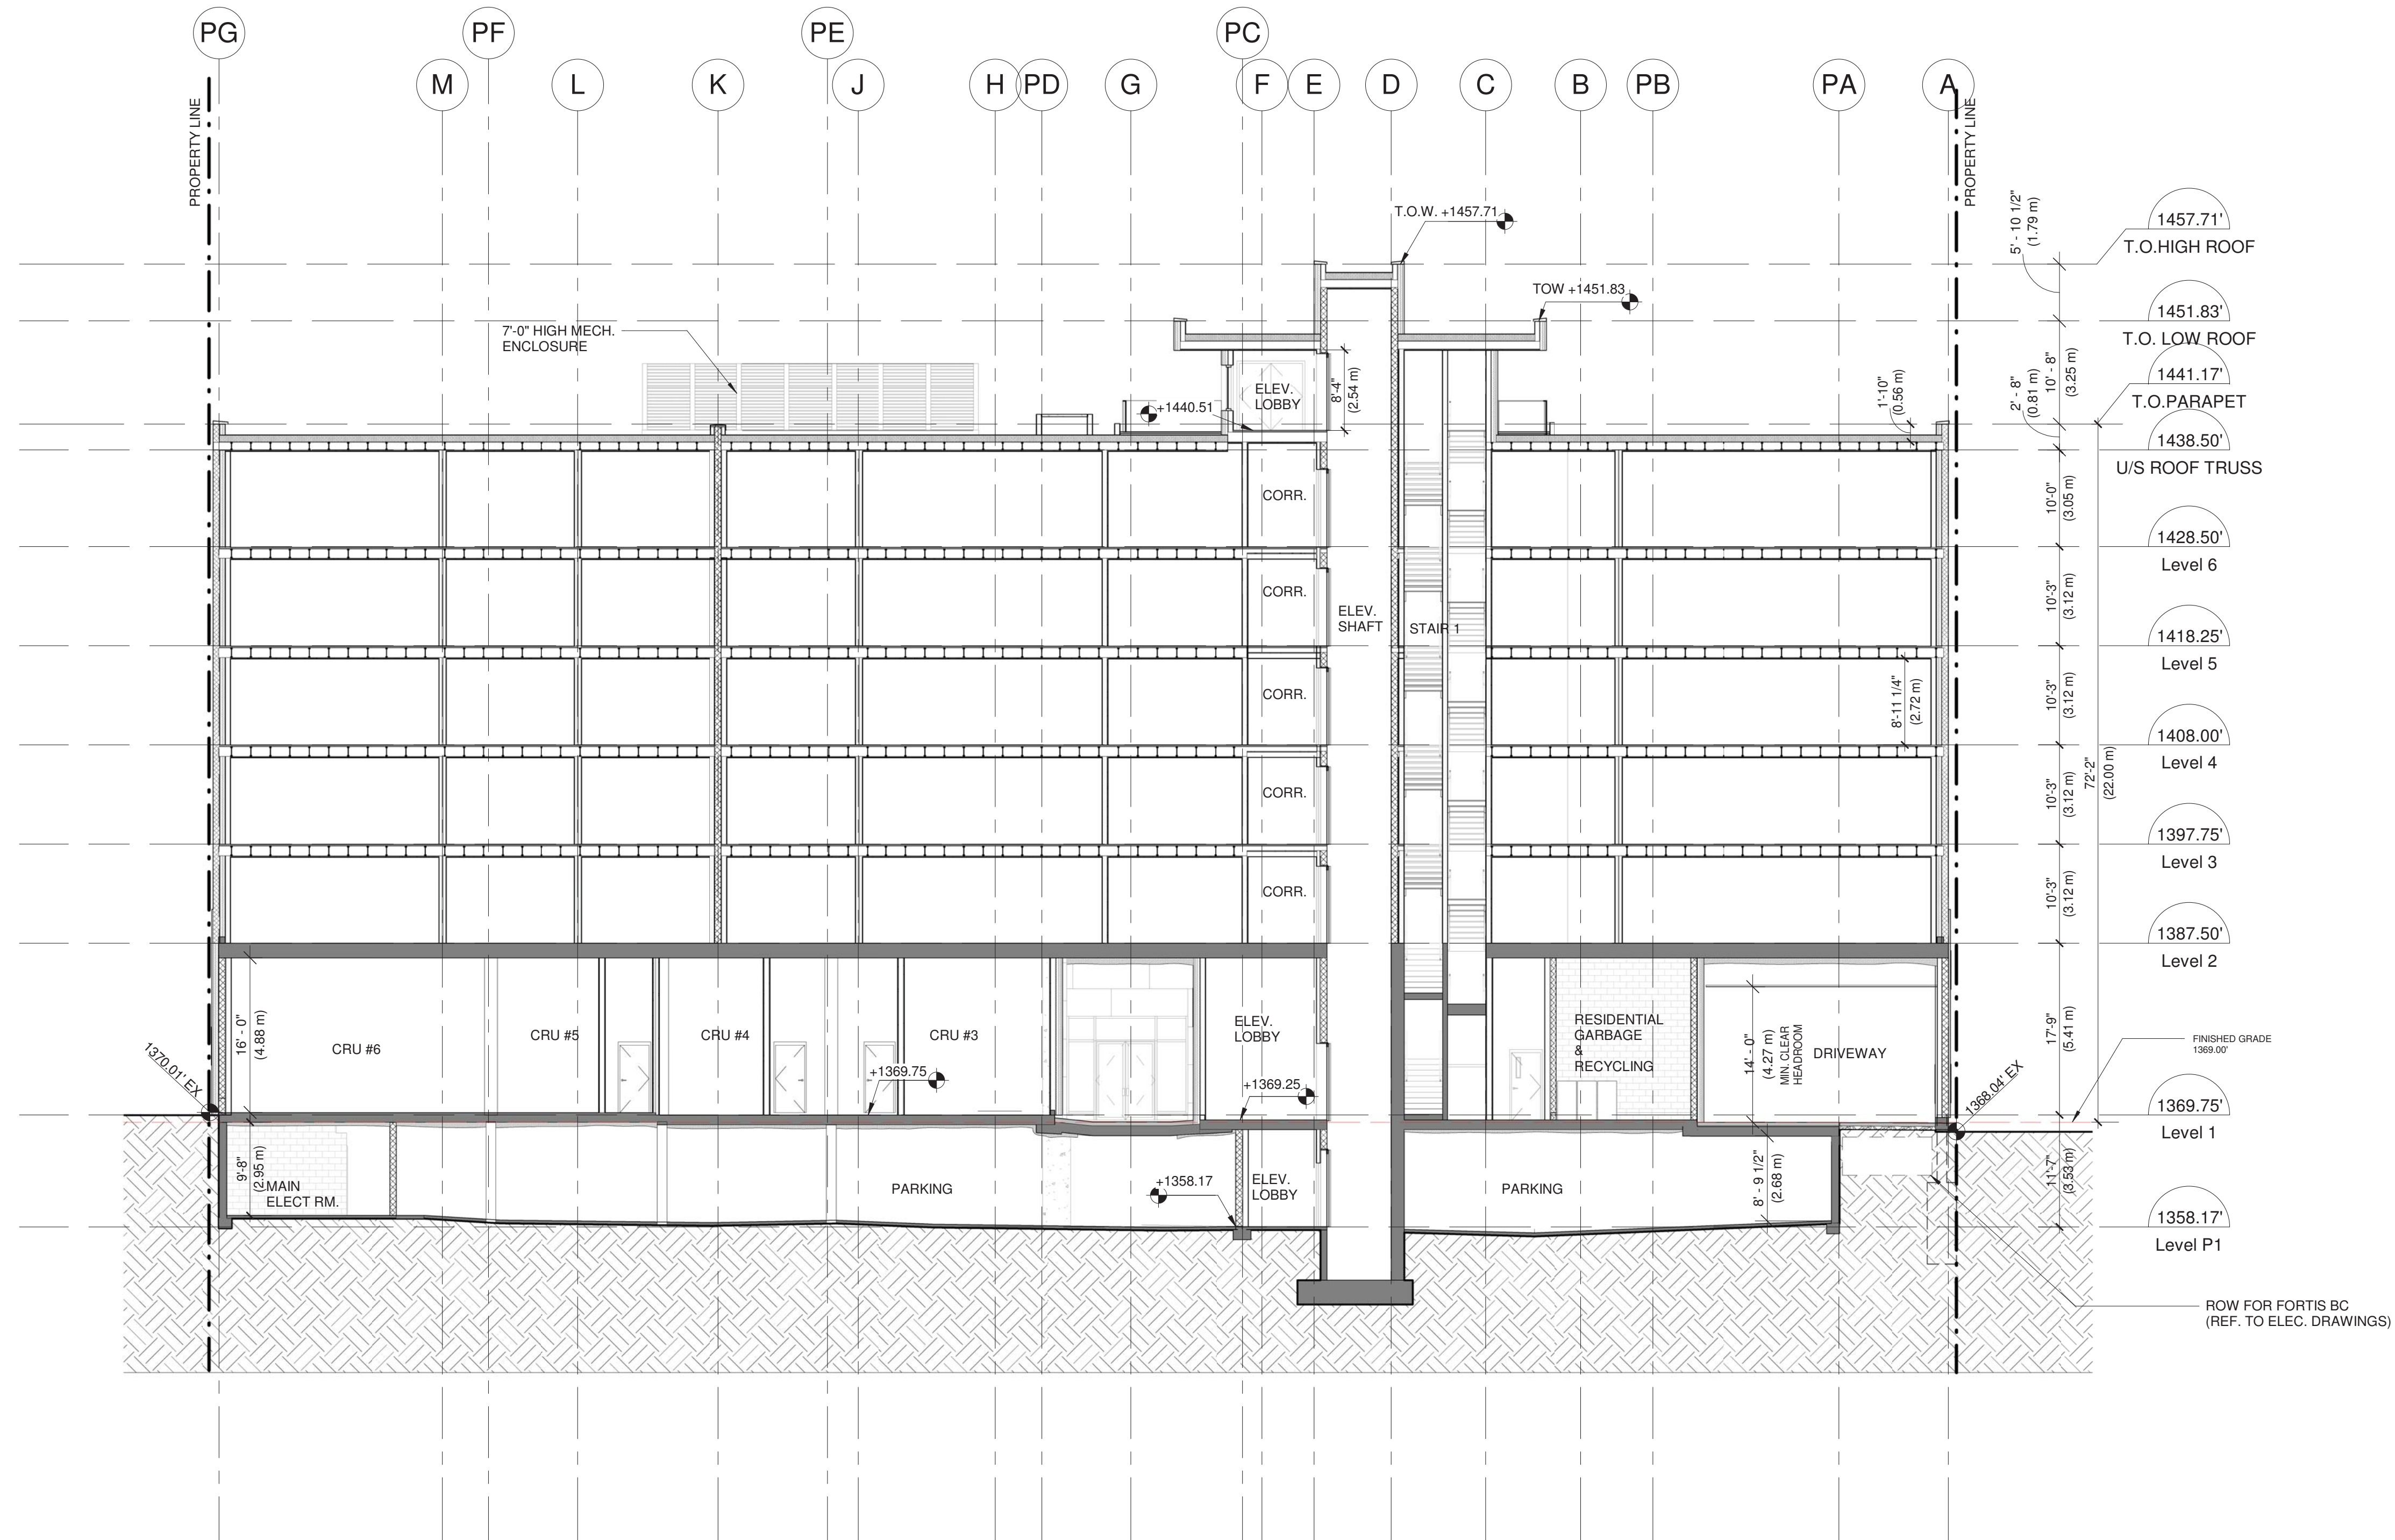 PG
PF
PE
PC
M
L
K
J
H
PD
G
F
E
D
C
B
PB
PA
A
PROPERTY LINE
PROPERTY LINE
T.O.W. +1457.71
TOW +1451.83
7'-0" HIGH MECH.
ENCLOSURE
+1440.51
ELEV.
LOBBY
8'-4"
(2.54 m)
1'-10"
(0.56 m)
5' - 10 1/2"
(1.79 m)
1457.71'
T.O.HIGH ROOF
1451.83'
T.O. LOW ROOF
10' - 8"
(3.25 m)
2' - 8"
(0.81 m)
1441.17'
T.O.PARAPET
1438.50'
U/S ROOF TRUSS
CORR.
10'-0"
(3.05 m)
1428.50'
Level 6
CORR.
10'-3"
(3.12 m)
ELEV.
SHAFT
STAIR 1
1418.25'
Level 5
CORR.
8'-11 1/4"
(2.72 m)
10'-3"
(3.12 m)
1408.00'
Level 4
72'-2"
(22.00 m)
CORR.
10'-3"
(3.12 m)
1397.75'
Level 3
CORR.
10'-3"
(3.12 m)
1387.50'
Level 2
16' - 0"
(4.88 m)
CRU #6
CRU #5
CRU #4
CRU #3
ELEV.
LOBBY
RESIDENTIAL
GARBAGE
&
RECYCLING
14' - 0"
(4.27 m)
MIN. CLEAR
HEADROOM
DRIVEWAY
17'-9"
(5.41 m)
FINISHED GRADE
1369.00'
1370.01' EX
+1369.75
+1369.25
1368.04' EX
1369.75'
Level 1
9'-8"
(2.95 m)
MAIN
ELECT RM.
PARKING
+1358.17
ELEV.
LOBBY
PARKING
8' - 9 1/2"
(2.68 m)
11'-7"
(3.53 m)
1358.17'
Level P1
ROW FOR FORTIS BC
(REF. TO ELEC. DRAWINGS)